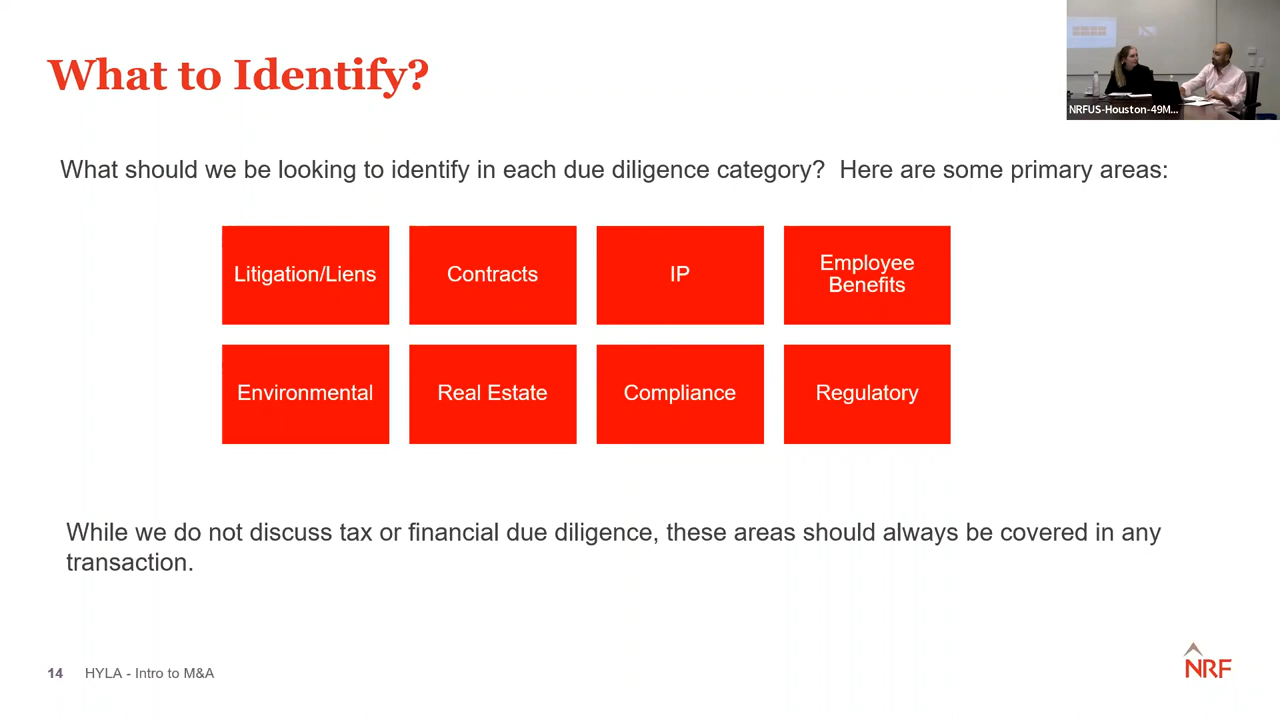 What to Identify?
NRFUS-Houston-49M...
What should we be looking to identify in each due diligence category? Here are some primary areas:
Litigation/Liens
Contracts
IP
Employee
Benefits
Environmental
Real Estate
Compliance
Regulatory
While we do not discuss tax or financial due diligence, these areas should always be covered in any
transaction.
14 HYLA - Intro to M&A
NRF